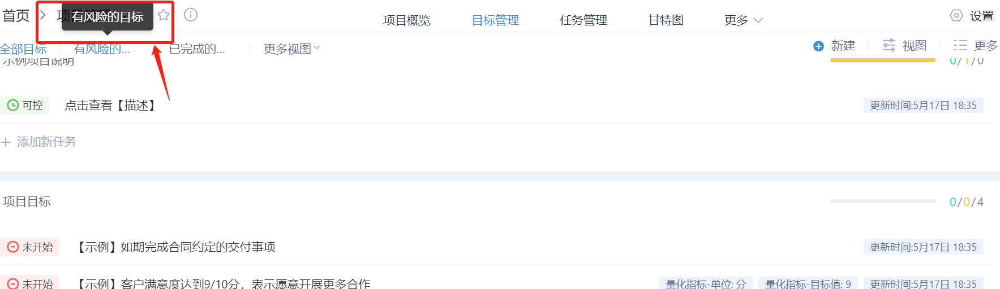 首页 > 项
有风险的目标
项目概览 目标管理 任务管理 甘特图 更多
设置
全部目标 有风险的... 已完成的... 更多视图
新建 视图 更多
示例项目说明
0/1/0
可控 点击查看【描述】 更新时间:5月17日 18:35
+ 添加新任务
项目目标 0/0/4
未开始 【示例】如期完成合同约定的交付事项 更新时间:5月17日 18:35
未开始 【示例】客户满意度达到9/10分，表示愿意开展更多合作 量化指标-单位: 分 量化指标-目标值: 9 更新时间:5月17日 18:35